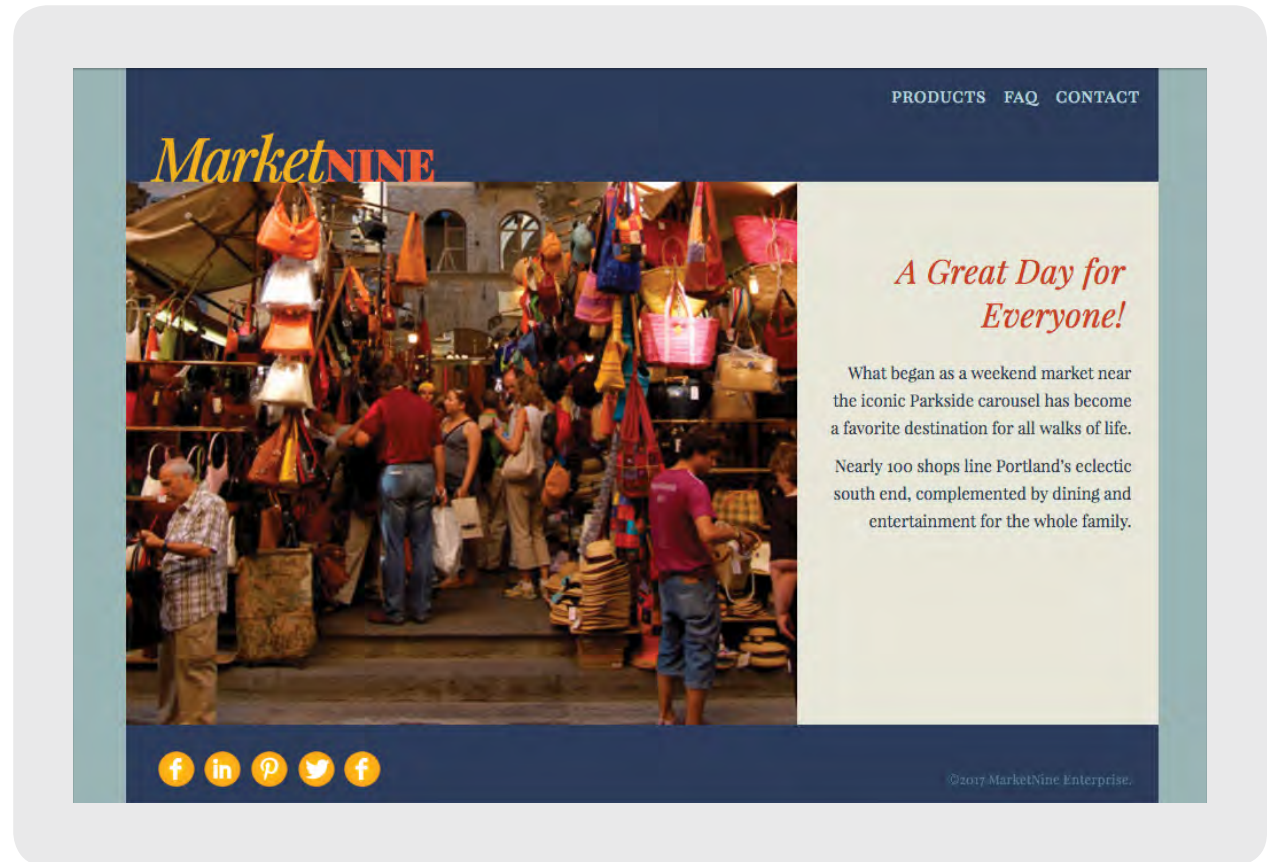 PRODUCTS FAQ CONTACT
MarketNINE
A Great Day for
Everyone!
What began as a weekend market near
the iconic Parkside carousel has become
a favorite destination for all walks of life.
Nearly 100 shops line Portland's eclectic
south end, complemented by dining and
entertainment for the whole family.
f in P f
©2017 MarketNine Enterprise.